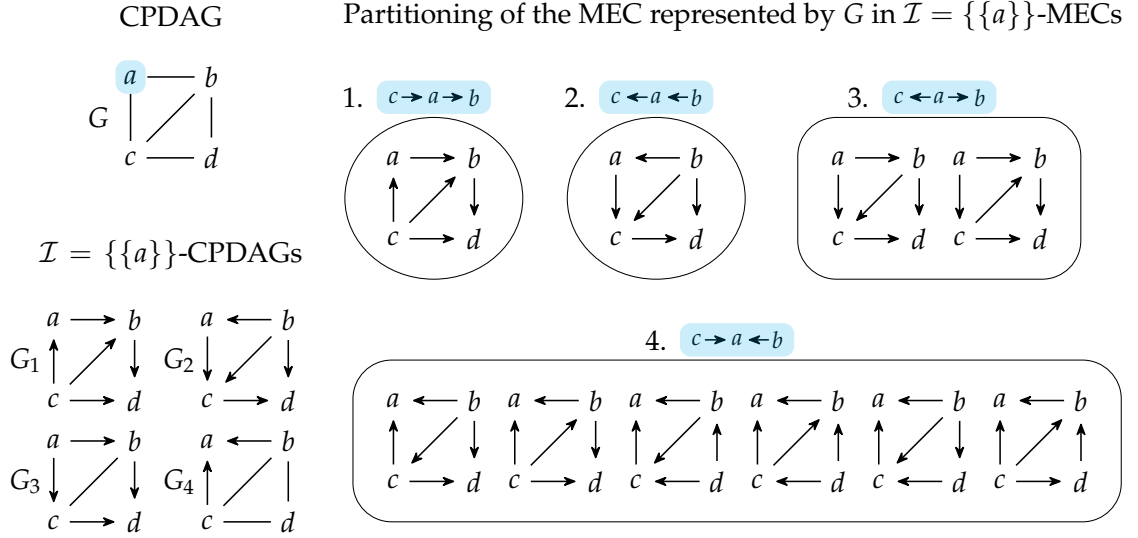 CPDAG
Partitioning of the MEC represented by G in 𝓘 = {{a}}-MECs
a b
G
c d
1. c → a → b
2. c ← a ← b
3. c ← a → b
a b
c d
a b
c d
a b a b
c d c d
𝓘 = {{a}}-CPDAGs
a b
G₁
c d
a b
G₂
c d
a b
G₃
c d
a b
G₄
c d
4. c → a ← b
a b a b a b a b a b a b
c d c d c d c d c d c d